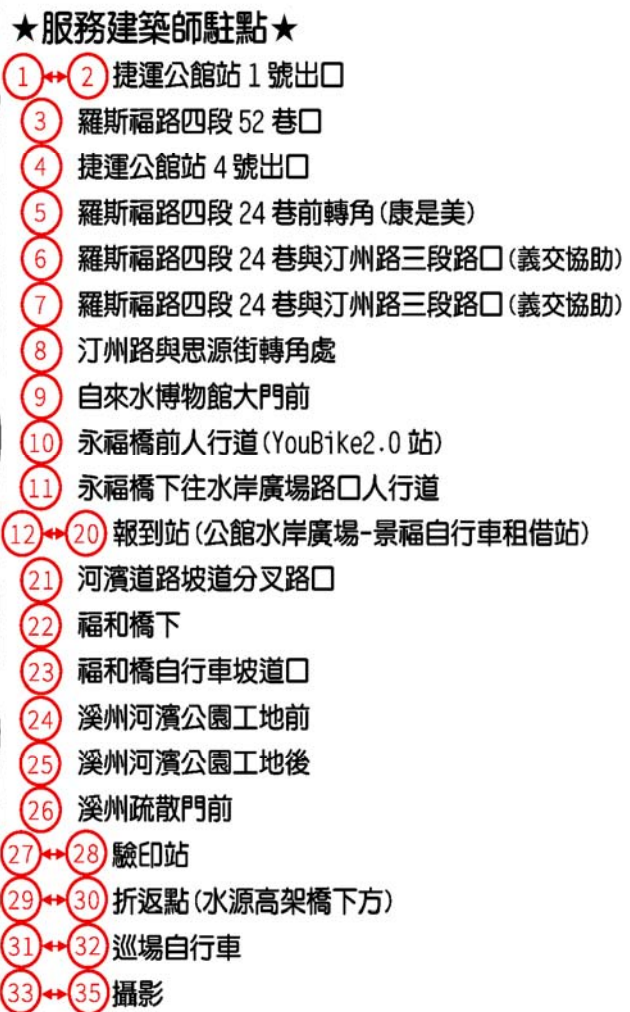 ★服務建築師駐點★
1↔2 捷運公館站 1 號出口
3 羅斯福路四段 52 巷口
4 捷運公館站 4 號出口
5 羅斯福路四段 24 巷前轉角(康是美)
6 羅斯福路四段 24 巷與汀州路三段路口(義交協助)
7 羅斯福路四段 24 巷與汀州路三段路口(義交協助)
8 汀州路與思源街轉角處
9 自來水博物館大門前
10 永福橋前人行道(YouBike2.0 站)
11 永福橋下往水岸廣場路口人行道
12↔20 報到站(公館水岸廣場-景福自行車租借站)
21 河濱道路坡道分叉路口
22 福和橋下
23 福和橋自行車坡道口
24 溪州河濱公園工地前
25 溪州河濱公園工地後
26 溪州疏散門前
27↔28 驗印站
29↔30 折返點(水源高架橋下方)
31↔32 巡場自行車
33↔35 攝影